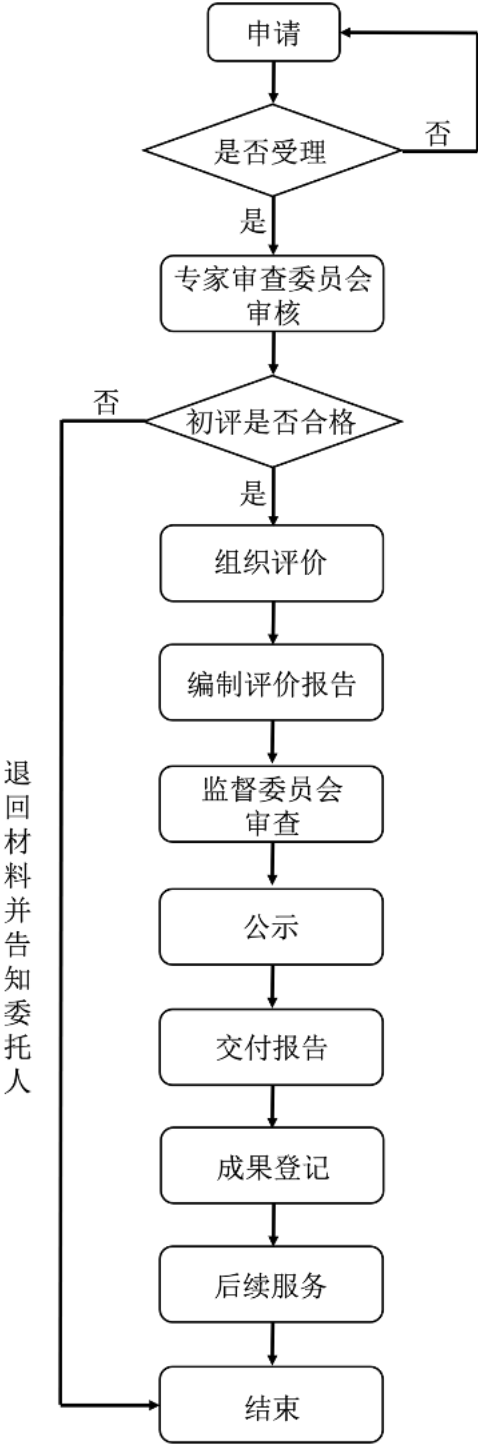 申请
是否受理
否
是
专家审查委员会
审核
否
初评是否合格
是
组织评价
编制评价报告
监督委员会
审查
退回材料并告知委托人
公示
交付报告
成果登记
后续服务
结束